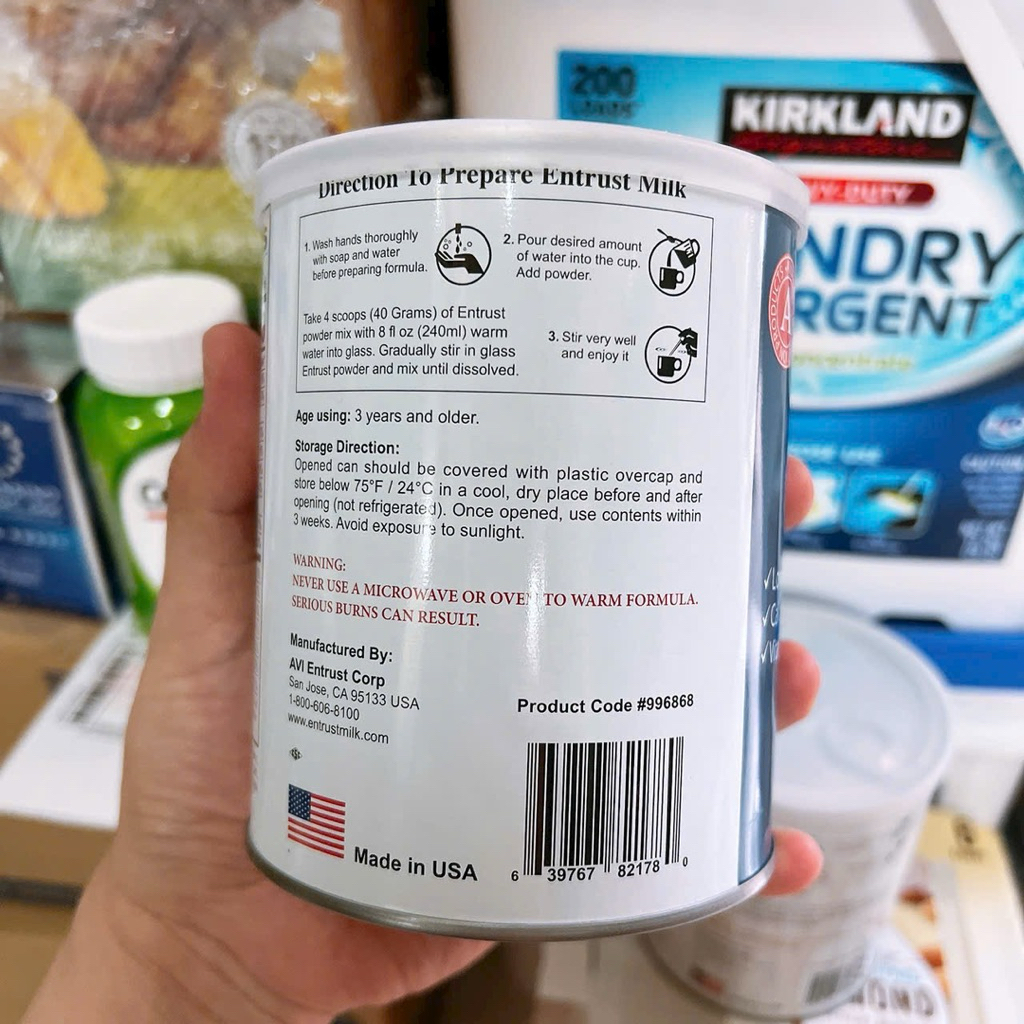 200
LOADS
KIRKLAND
NDRY
RGENT
Direction To Prepare Entrust Milk
1. Wash hands thoroughly
with soap and water
before preparing formula.
2. Pour desired amount
of water into the cup.
Add powder.
Take 4 scoops (40 Grams) of Entrust
powder mix with 8 fl oz (240ml) warm
water into glass. Gradually stir in glass
Entrust powder and mix until dissolved.
3. Stir very well
and enjoy it
Age using: 3 years and older.
Storage Direction:
Opened can should be covered with plastic overcap and
store below 75°F / 24°C in a cool, dry place before and after
opening (not refrigerated). Once opened, use contents within
3 weeks. Avoid exposure to sunlight.
WARNING:
NEVER USE A MICROWAVE OR OVEN TO WARM FORMULA.
SERIOUS BURNS CAN RESULT.
Manufactured By:
AVI Entrust Corp
San Jose, CA 95133 USA
1-800-606-8100
www.entrustmilk.com
Product Code #996868
Made in USA
6 39767 82178 0